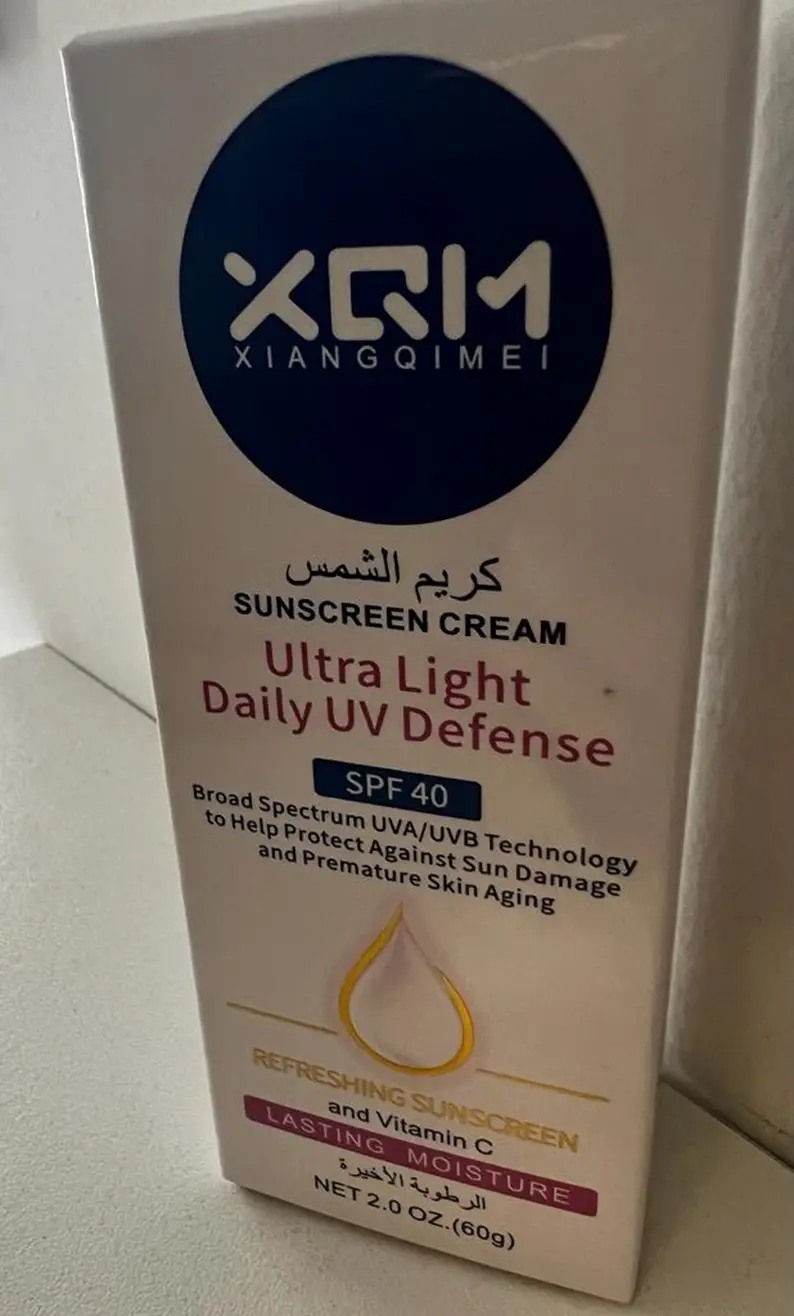 XQM
XIANGQIMEI
كريم الشمس
SUNSCREEN CREAM
Ultra Light
Daily UV Defense
SPF 40
Broad Spectrum UVA/UVB Technology
to Help Protect Against Sun Damage
and Premature Skin Aging
REFRESHING SUNSCREEN
and Vitamin C
LASTING MOISTURE
الرطوبة الأخيرة
NET 2.0 OZ.(60g)